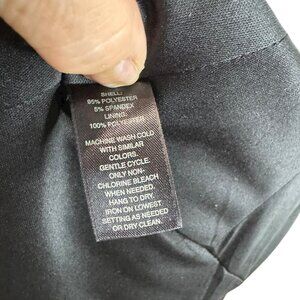 SHELL:
95% POLYESTER
5% SPANDEX
LINING:
100% POLYESTER
MACHINE WASH COLD
WITH SIMILAR
COLORS.
GENTLE CYCLE.
ONLY NON-
CHLORINE BLEACH
WHEN NEEDED.
HANG TO DRY.
IRON ON LOWEST.
SETTING AS NEEDED
OR DRY CLEAN.